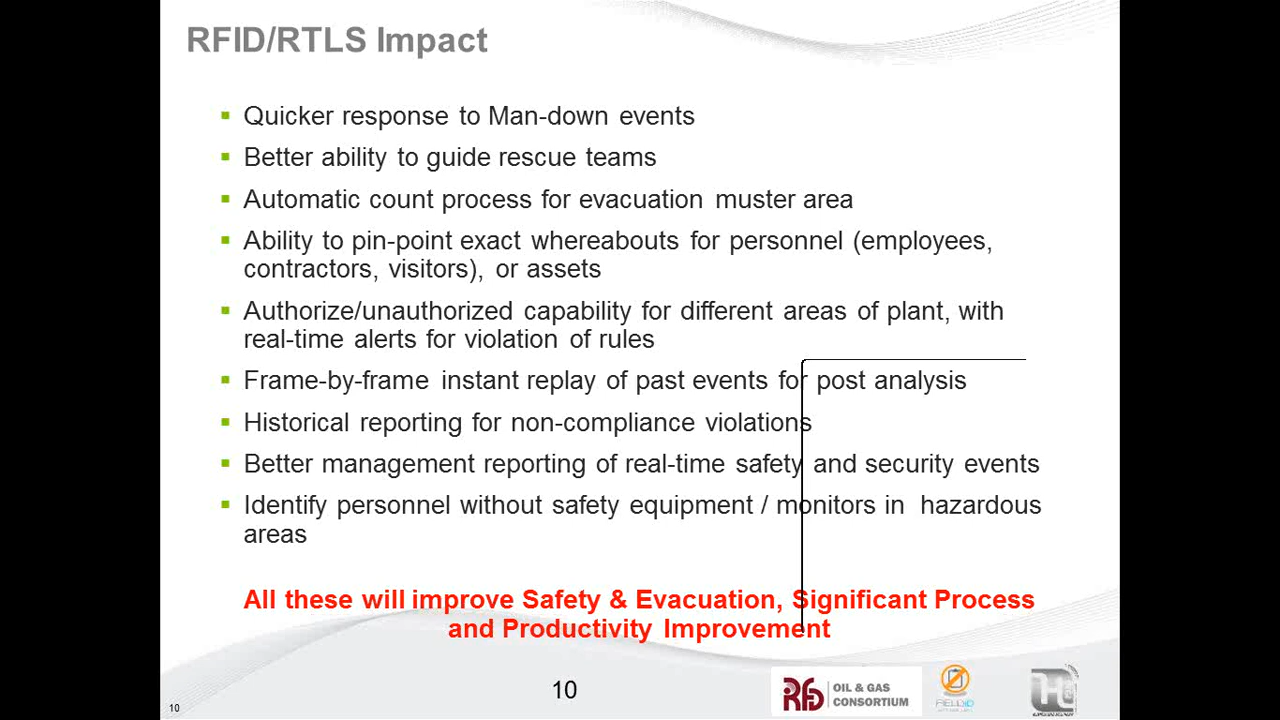 RFID/RTLS Impact
Quicker response to Man-down events
Better ability to guide rescue teams
Automatic count process for evacuation muster area
Ability to pin-point exact whereabouts for personnel (employees,
contractors, visitors), or assets
Authorize/unauthorized capability for different areas of plant, with
real-time alerts for violation of rules
Frame-by-frame instant replay of past events for post analysis
Historical reporting for non-compliance violations
Better management reporting of real-time safety and security events
Identify personnel without safety equipment / monitors in hazardous
areas
All these will improve Safety & Evacuation, Significant Process
and Productivity Improvement
10
10
OIL & GAS
CONSORTIUM